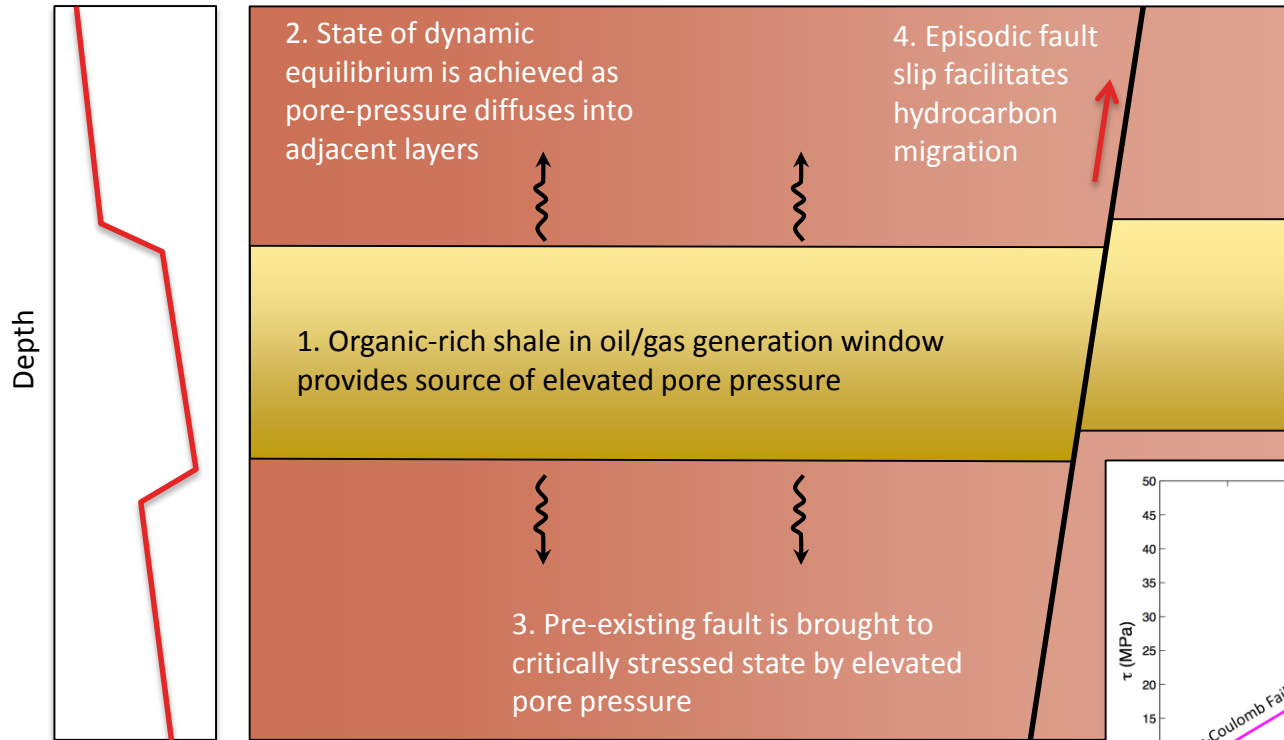 Depth
2. State of dynamic
equilibrium is achieved as
pore-pressure diffuses into
adjacent layers
4. Episodic fault
slip facilitates
hydrocarbon
migration
1. Organic-rich shale in oil/gas generation window
provides source of elevated pore pressure
3. Pre-existing fault is brought to
critically stressed state by elevated
pore pressure
50
45
40
35
30
25
20
15
τ (MPa)
Coulomb Fail